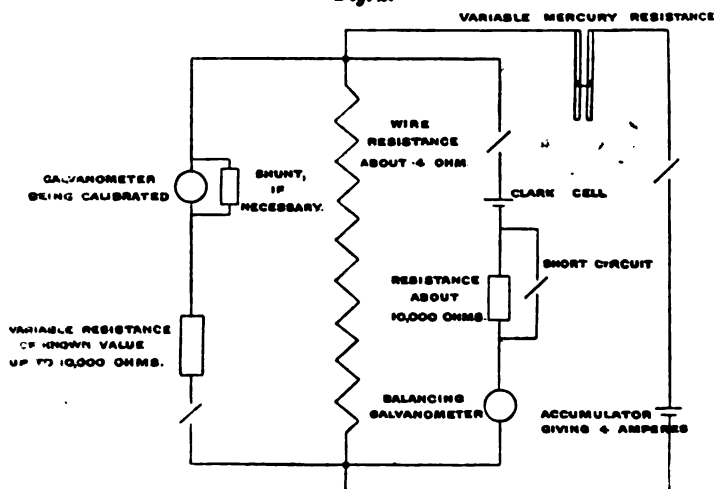 VARIABLE MERCURY RESISTANCE
WIRE
RESISTANCE
ABOUT ·4 OHM
GALVANOMETER
BEING CALIBRATED
SHUNT,
IF
NECESSARY.
CLARK CELL
SHORT CIRCUIT
RESISTANCE
ABOUT
10,000 OHMS.
VARIABLE RESISTANCE
OF KNOWN VALUE
UP TO 10,000 OHMS.
BALANCING
GALVANOMETER
ACCUMULATOR
GIVING 4 AMPERES